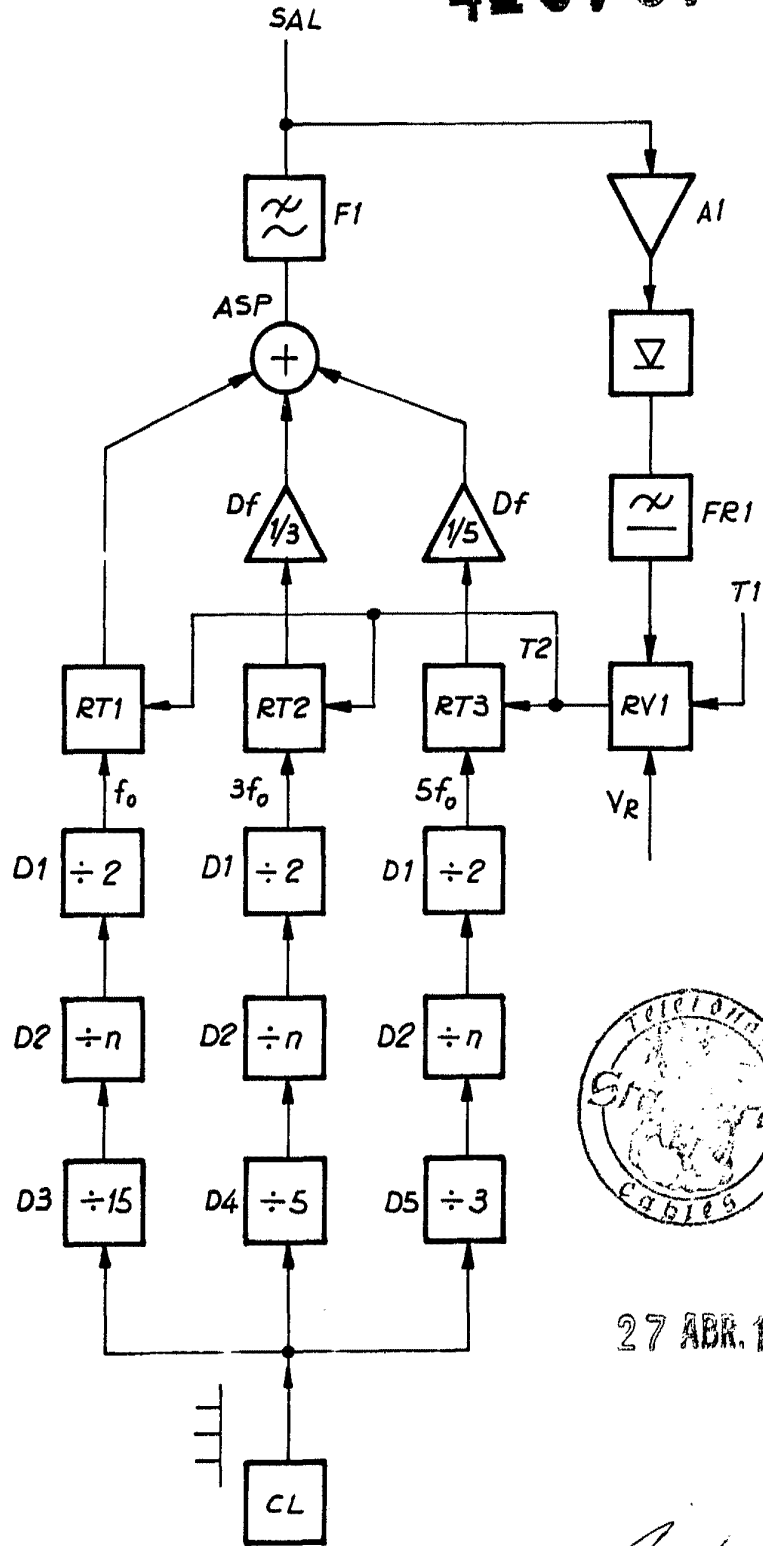 SAL
F1
A1
ASP
+
Df
1/3
Df
1/5
FR1
T1
T2
RT1
RT2
RT3
RV1
f₀
3f₀
5f₀
VR
D1 ÷2
D1 ÷2
D1 ÷2
D2 ÷n
D2 ÷n
D2 ÷n
D3 ÷15
D4 ÷5
D5 ÷3
cables
27 ABR.
CL